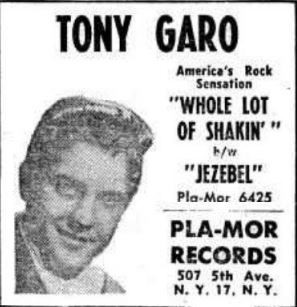 TONY GARO
America's Rock
Sensation
"WHOLE LOT
OF SHAKIN'"
b/w
"JEZEBEL"
Pla-Mor 6425
PLA-MOR
RECORDS
507 5th Ave.
N. Y. 17, N. Y.